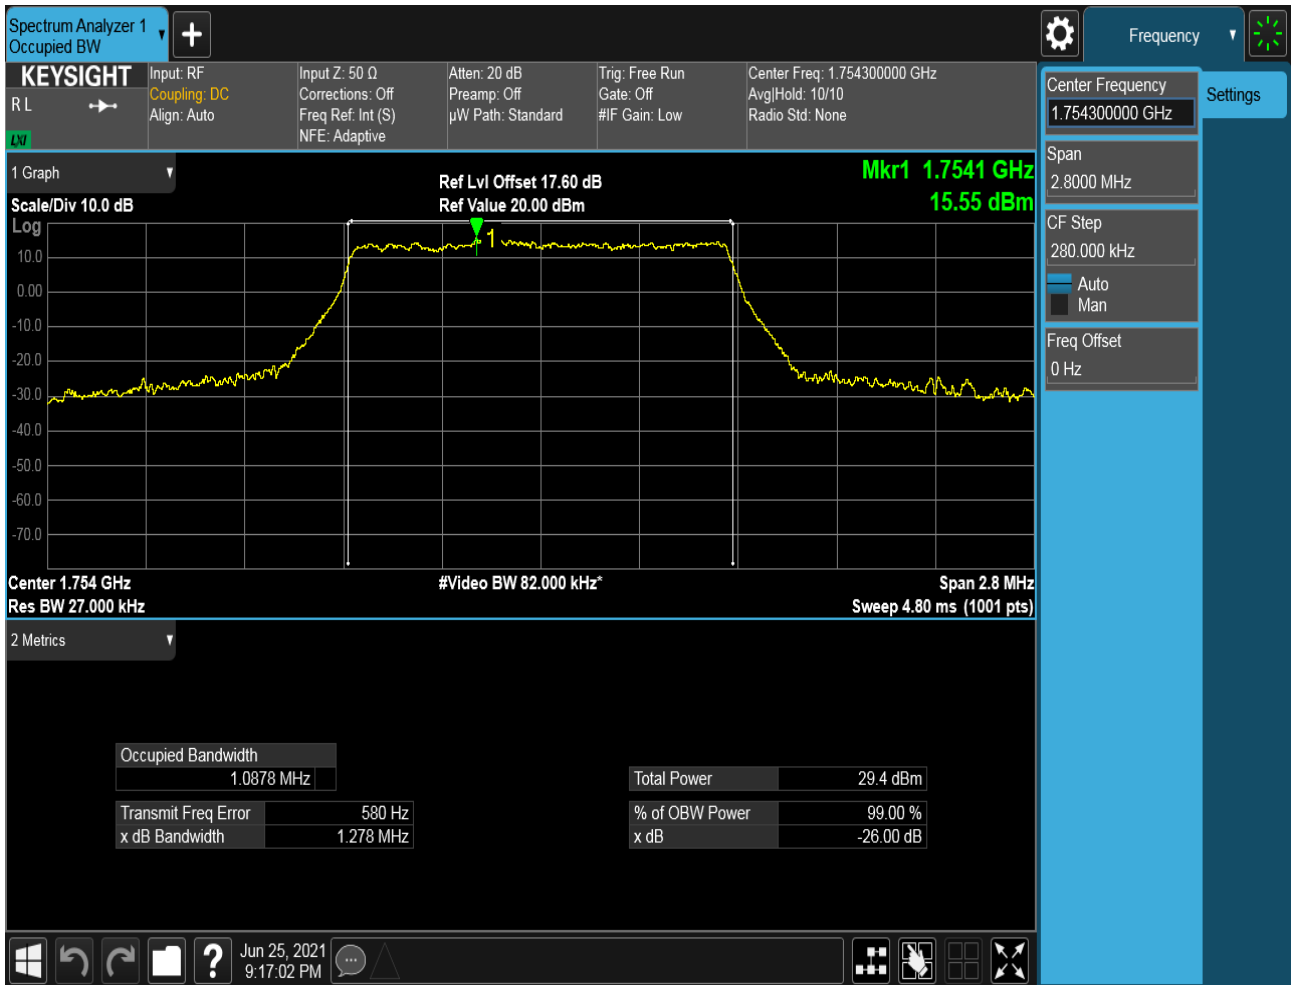 Spectrum Analyzer 1
Occupied BW
+
Frequency
KEYSIGHT
R L
LXI
Input: RF
Coupling: DC
Align: Auto
Input Z: 50 Ω
Corrections: Off
Freq Ref: Int (S)
NFE: Adaptive
Atten: 20 dB
Preamp: Off
µW Path: Standard
Trig: Free Run
Gate: Off
#IF Gain: Low
Center Freq: 1.754300000 GHz
Avg|Hold: 10/10
Radio Std: None
Center Frequency
1.754300000 GHz
Settings
Span
2.8000 MHz
CF Step
280.000 kHz
Auto
Man
Freq Offset
0 Hz
1 Graph
Scale/Div 10.0 dB
Ref Lvl Offset 17.60 dB
Ref Value 20.00 dBm
Mkr1 1.7541 GHz
15.55 dBm
Log
1
10.0
0.00
-10.0
-20.0
-30.0
-40.0
-50.0
-60.0
-70.0
Center 1.754 GHz
#Video BW 82.000 kHz*
Span 2.8 MHz
Res BW 27.000 kHz
Sweep 4.80 ms (1001 pts)
2 Metrics
Occupied Bandwidth
1.0878 MHz
Transmit Freq Error 580 Hz
x dB Bandwidth 1.278 MHz
Total Power 29.4 dBm
% of OBW Power 99.00 %
x dB -26.00 dB
?
Jun 25, 2021
9:17:02 PM